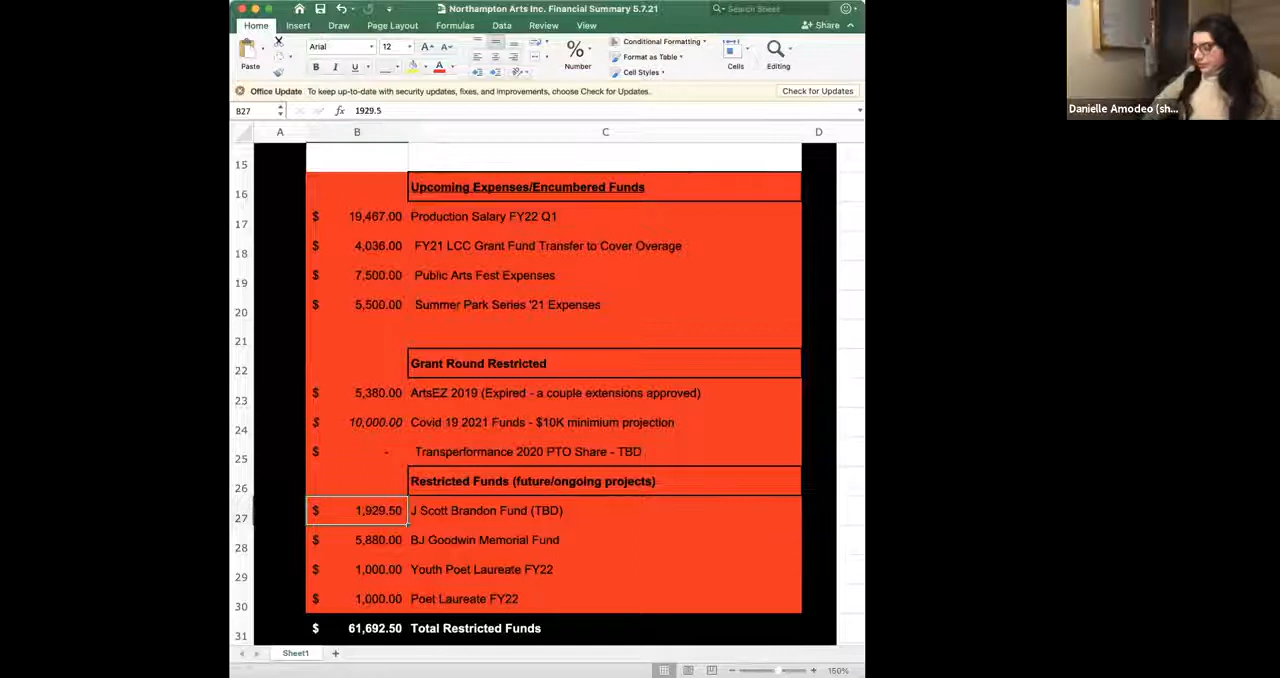 Northampton Arts Inc. Financial Summary 5.7.21
Search Sheet
Home Insert Draw Page Layout Formulas Data Review View Share
Arial 12 A A
Conditional Formatting
Format as Table
Cell Styles
B I U A
Paste Number Cells Editing
Office Update To keep up-to-date with security updates, fixes, and improvements, choose Check for Updates. Check for Updates
B27 fx 1929.5
A B C D
15
16 Upcoming Expenses/Encumbered Funds
17 $ 19,467.00 Production Salary FY22 Q1
18 $ 4,036.00 FY21 LCC Grant Fund Transfer to Cover Overage
19 $ 7,500.00 Public Arts Fest Expenses
20 $ 5,500.00 Summer Park Series '21 Expenses
21
22 Grant Round Restricted
23 $ 5,380.00 ArtsEZ 2019 (Expired - a couple extensions approved)
24 $ 10,000.00 Covid 19 2021 Funds - $10K minimum projection
25 $ - Transperformance 2020 PTO Share - TBD
26 Restricted Funds (future/ongoing projects)
27 $ 1,929.50 J Scott Brandon Fund (TBD)
28 $ 5,880.00 BJ Goodwin Memorial Fund
29 $ 1,000.00 Youth Poet Laureate FY22
30 $ 1,000.00 Poet Laureate FY22
31 $ 61,692.50 Total Restricted Funds
Sheet1 +
150%
Danielle Amodeo (sh...